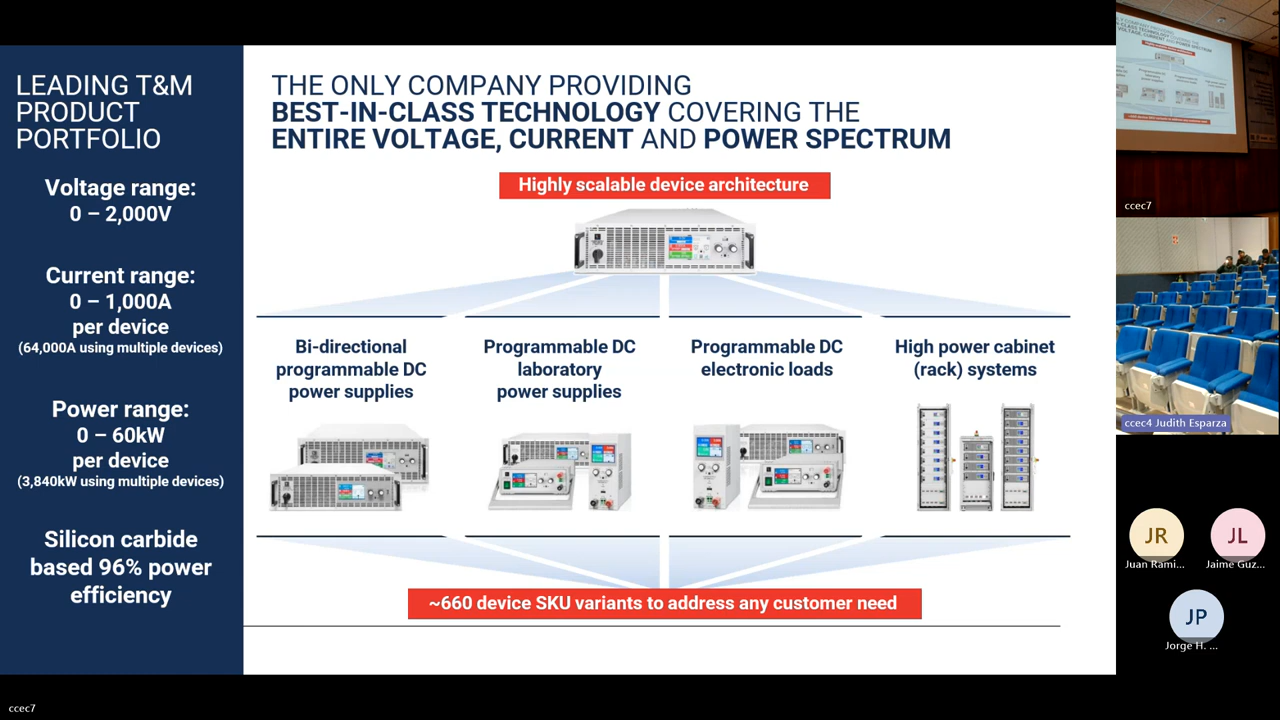 LEADING T&M
PRODUCT
PORTFOLIO
Voltage range:
0 – 2,000V
Current range:
0 – 1,000A
per device
(64,000A using multiple devices)
Power range:
0 – 60kW
per device
(3,840kW using multiple devices)
Silicon carbide
based 96% power
efficiency
THE ONLY COMPANY PROVIDING
BEST-IN-CLASS TECHNOLOGY COVERING THE
ENTIRE VOLTAGE, CURRENT AND POWER SPECTRUM
Highly scalable device architecture
Bi-directional
programmable DC
power supplies
Programmable DC
laboratory
power supplies
Programmable DC
electronic loads
High power cabinet
(rack) systems
~660 device SKU variants to address any customer need
ccec7
ccec4 Judith Esparza
JR
Juan Rami...
JL
Jaime Guz...
JP
Jorge H. ...
ccec7